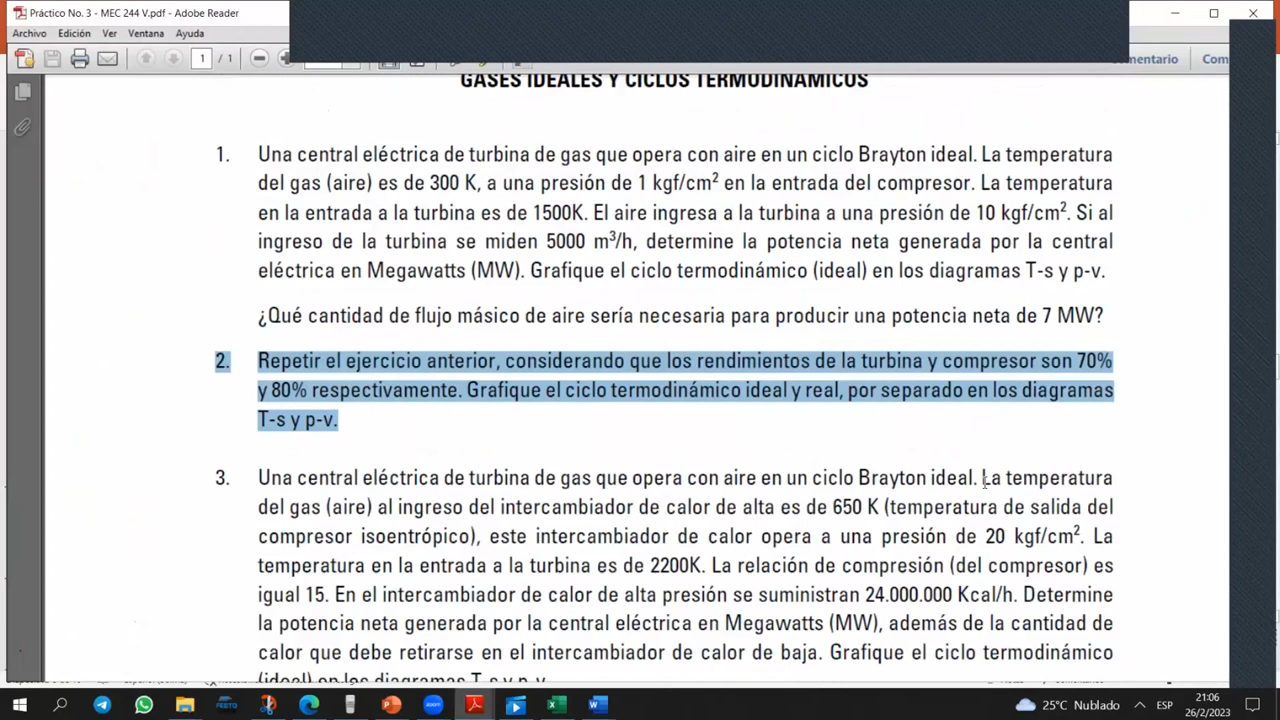 Práctico No. 3 - MEC 244 V.pdf - Adobe Reader
Archivo Edición Ver Ventana Ayuda
1 / 1
GASES IDEALES Y CICLOS TERMODINÁMICOS
1. Una central eléctrica de turbina de gas que opera con aire en un ciclo Brayton ideal. La temperatura
del gas (aire) es de 300 K, a una presión de 1 kgf/cm² en la entrada del compresor. La temperatura
en la entrada a la turbina es de 1500K. El aire ingresa a la turbina a una presión de 10 kgf/cm². Si al
ingreso de la turbina se miden 5000 m³/h, determine la potencia neta generada por la central
eléctrica en Megawatts (MW). Grafique el ciclo termodinámico (ideal) en los diagramas T-s y p-v.
¿Qué cantidad de flujo másico de aire sería necesaria para producir una potencia neta de 7 MW?
2. Repetir el ejercicio anterior, considerando que los rendimientos de la turbina y compresor son 70%
y 80% respectivamente. Grafique el ciclo termodinámico ideal y real, por separado en los diagramas
T-s y p-v.
3. Una central eléctrica de turbina de gas que opera con aire en un ciclo Brayton ideal. La temperatura
del gas (aire) al ingreso del intercambiador de calor de alta es de 650 K (temperatura de salida del
compresor isoentrópico), este intercambiador de calor opera a una presión de 20 kgf/cm². La
temperatura en la entrada a la turbina es de 2200K. La relación de compresión (del compresor) es
igual 15. En el intercambiador de calor de alta presión se suministran 24.000.000 Kcal/h. Determine
la potencia neta generada por la central eléctrica en Megawatts (MW), además de la cantidad de
calor que debe retirarse en el intercambiador de calor de baja. Grafique el ciclo termodinámico
(ideal) en los diagramas T-s y p-v
FESTO
zoom
25°C Nublado
ESP
21:06
26/2/2023